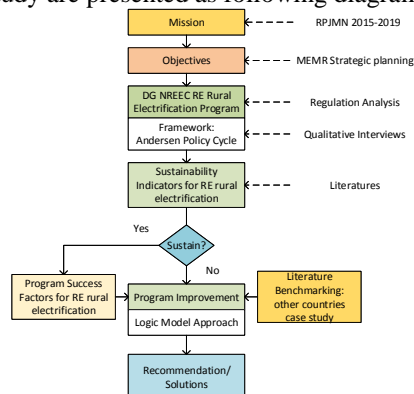 udy are presented as following diagram
Mission
RPJMN 2015-2019
Objectives
MEMR Strategic planning
DG NREEC RE Rural
Electrification Program
Regulation Analysis
Framework:
Andersen Policy Cycle
Qualitative Interviews
Sustainability
Indicators for RE rural
electrification
Literatures
Yes
Sustain?
No
Program Success
Factors for RE rural
electrification
Program Improvement
Logic Model Approach
Literature
Benchmarking:
other countries
case study
Recommendation/
Solutions